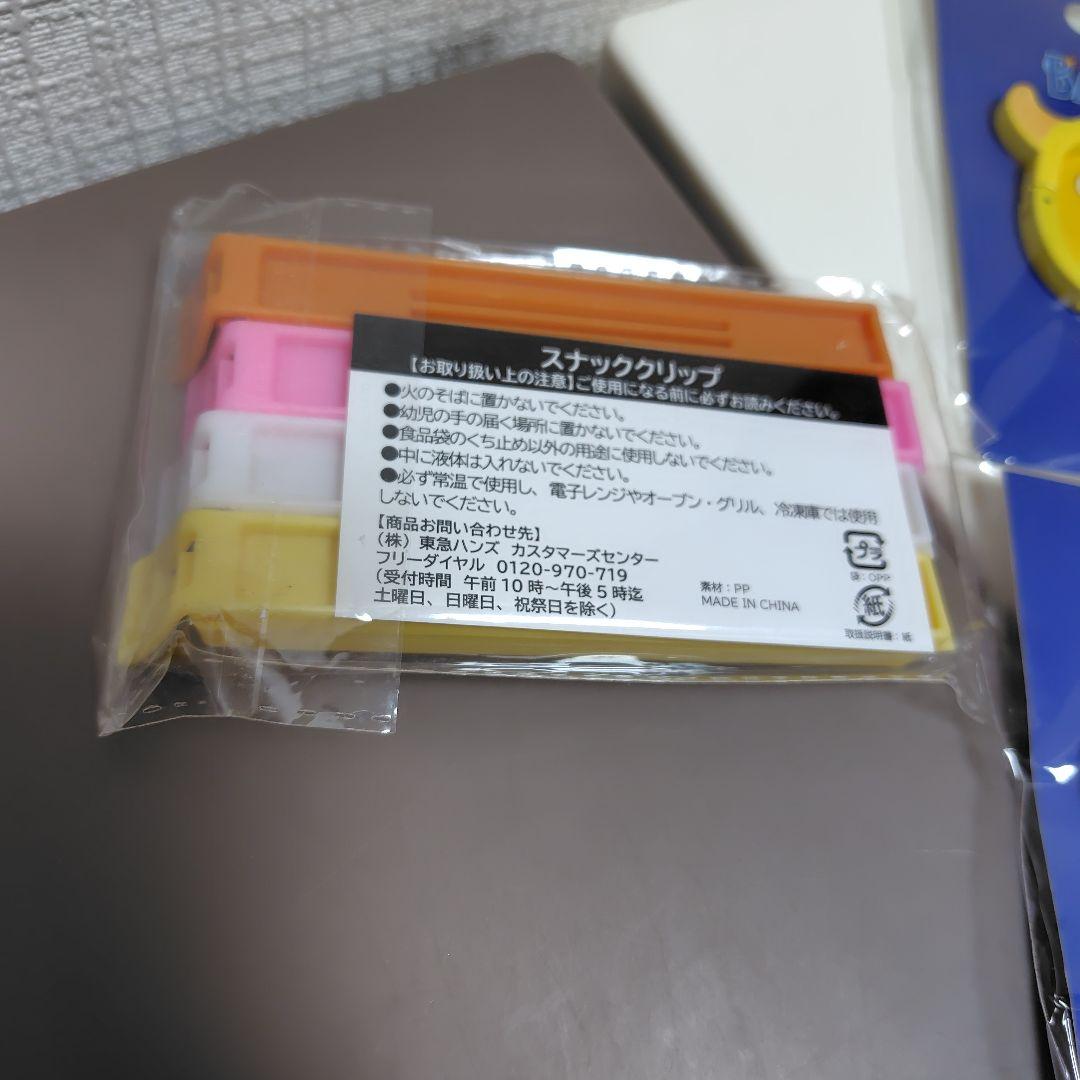 スナッククリップ
【お取り扱い上の注意】ご使用になる前に必ずお読みください。
●火のそばに置かないでください。
●幼児の手の届く場所に置かないでください。
●食品袋のくち止め以外の用途に使用しないでください。
●中に液体は入れないでください。
●必ず常温で使用し、電子レンジやオーブン・グリル、冷凍庫では使用
しないでください。
【商品お問い合わせ先】
（株）東急ハンズ カスタマーズセンター
フリーダイヤル 0120-970-719
（受付時間 午前10時～午後5時迄
土曜日、日曜日、祝祭日を除く）
素材：PP
MADE IN CHINA
プラ
袋：OPP
紙
取扱説明書：紙